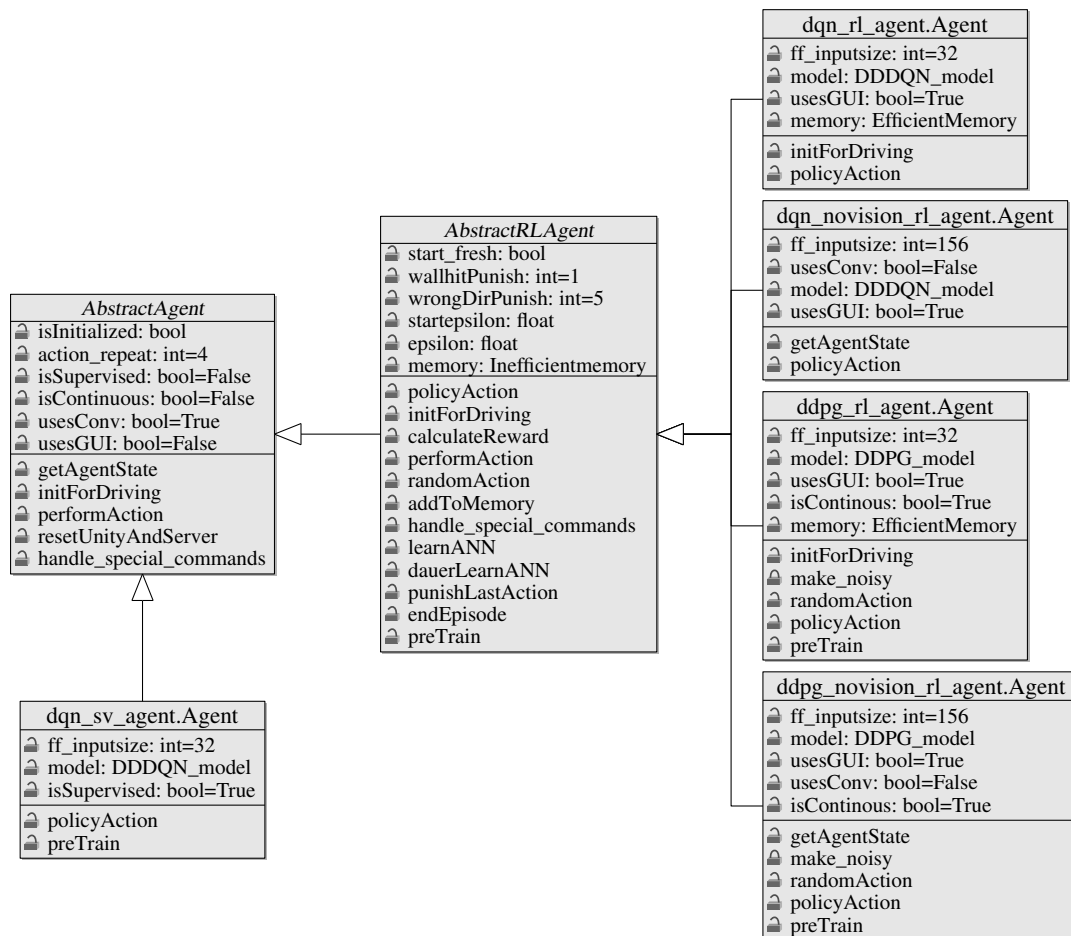 AbstractAgent
isInitialized: bool
action_repeat: int=4
isSupervised: bool=False
isContinuous: bool=False
usesConv: bool=True
usesGUI: bool=False
getAgentState
initForDriving
performAction
resetUnityAndServer
handle_special_commands
dqn_sv_agent.Agent
ff_inputsize: int=32
model: DDDQN_model
isSupervised: bool=True
policyAction
preTrain
AbstractRLAgent
start_fresh: bool
wallhitPunish: int=1
wrongDirPunish: int=5
startepsilon: float
epsilon: float
memory: Inefficientmemory
policyAction
initForDriving
calculateReward
performAction
randomAction
addToMemory
handle_special_commands
learnANN
dauerLearnANN
punishLastAction
endEpisode
preTrain
dqn_rl_agent.Agent
ff_inputsize: int=32
model: DDDQN_model
usesGUI: bool=True
memory: EfficientMemory
initForDriving
policyAction
dqn_novision_rl_agent.Agent
ff_inputsize: int=156
usesConv: bool=False
model: DDDQN_model
usesGUI: bool=True
getAgentState
policyAction
ddpg_rl_agent.Agent
ff_inputsize: int=32
model: DDPG_model
usesGUI: bool=True
isContinous: bool=True
memory: EfficientMemory
initForDriving
make_noisy
randomAction
policyAction
preTrain
ddpg_novision_rl_agent.Agent
ff_inputsize: int=156
model: DDPG_model
usesGUI: bool=True
usesConv: bool=False
isContinous: bool=True
getAgentState
make_noisy
randomAction
policyAction
preTrain